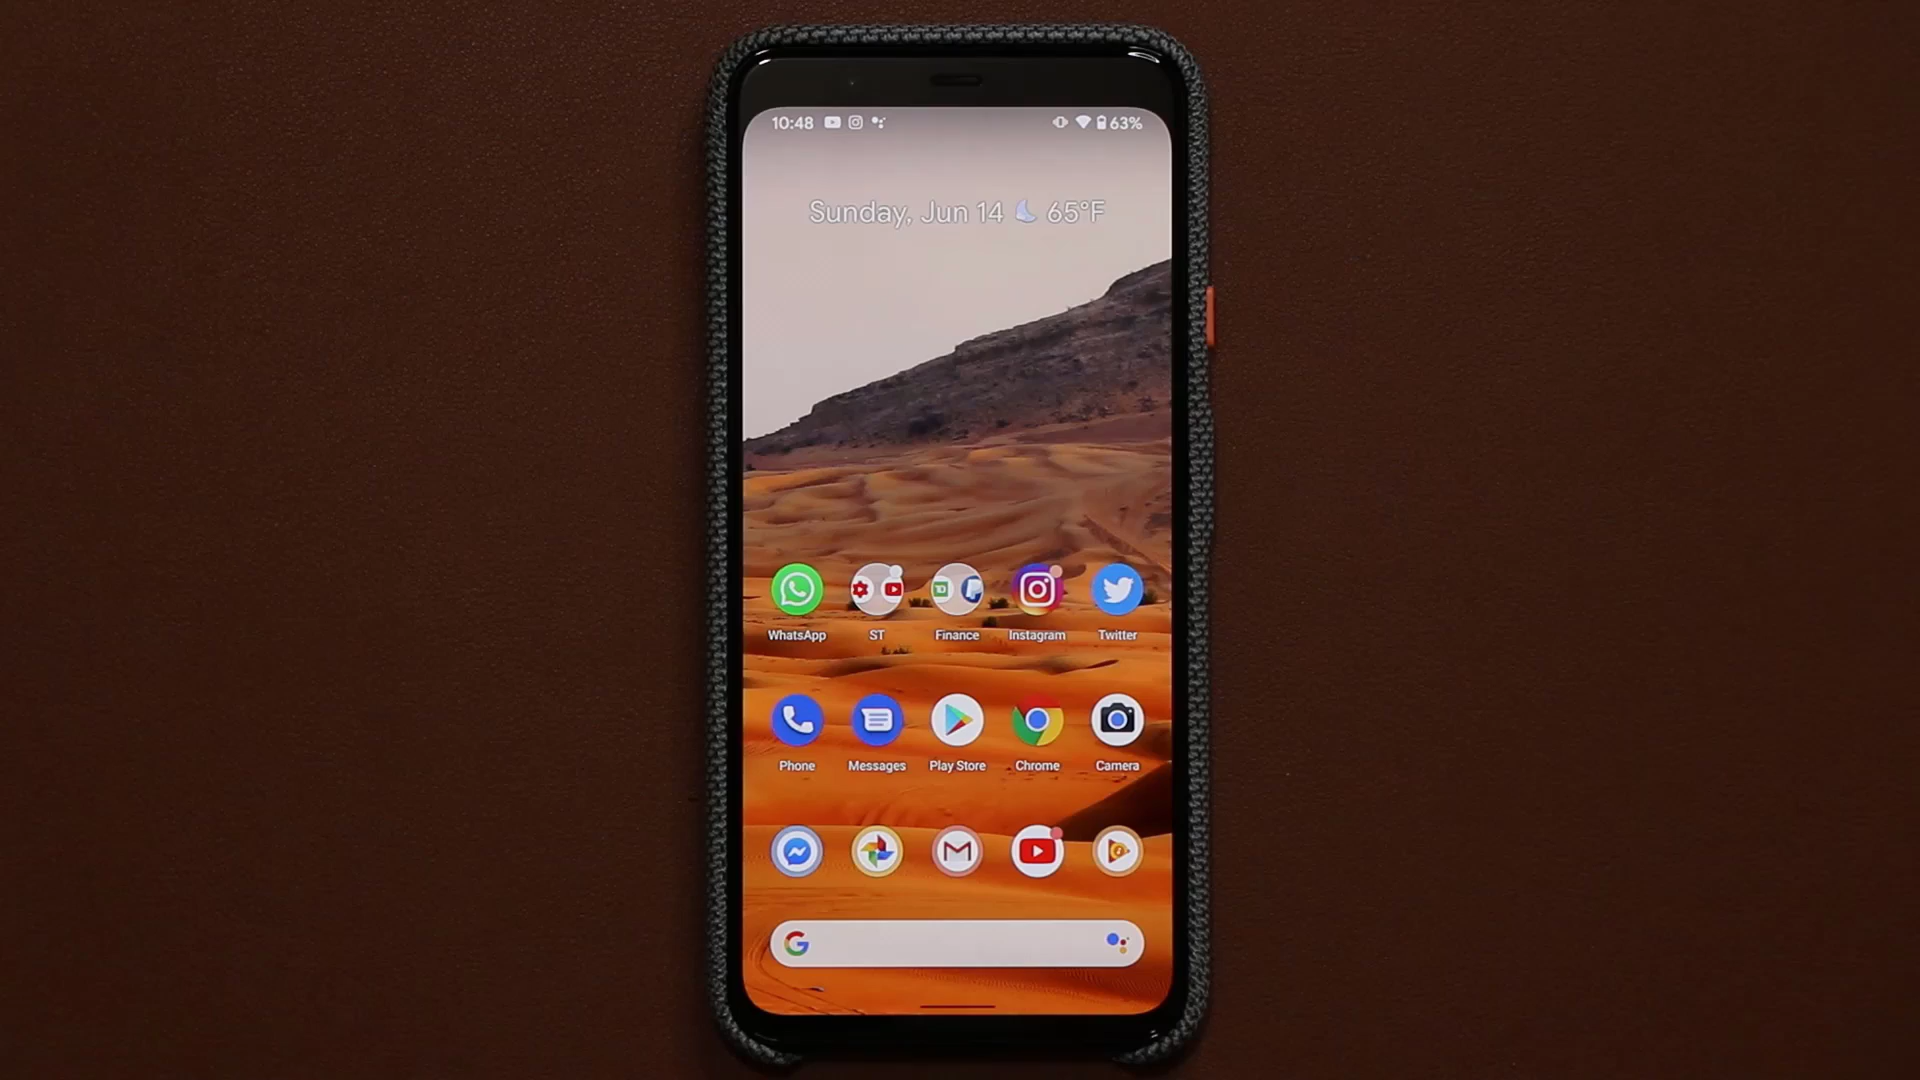 10:48 63%
Sunday, Jun 14 65°F
WhatsApp ST Finance Instagram Twitter
Phone Messages Play Store Chrome Camera